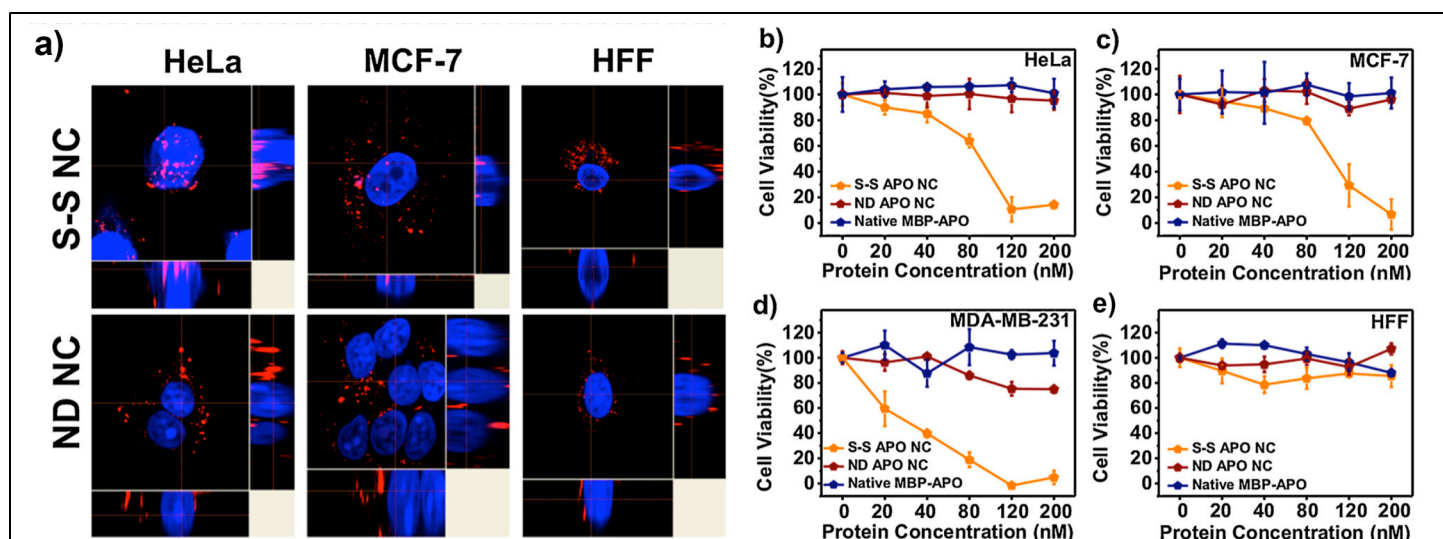 a)
HeLa
MCF-7
HFF
S-S NC
ND NC
b)
HeLa
Cell Viability(%)
120
100
80
60
40
20
0
S-S APO NC
ND APO NC
Native MBP-APO
0 20 40 80 120 200
Protein Concentration (nM)
c)
MCF-7
Cell Viability(%)
120
100
80
60
40
20
0
S-S APO NC
ND APO NC
Native MBP-APO
0 20 40 80 120 200
Protein Concentration (nM)
d)
MDA-MB-231
Cell Viability(%)
120
100
80
60
40
20
0
S-S APO NC
ND APO NC
Native MBP-APO
0 20 40 80 120 200
Protein Concentration (nM)
e)
HFF
Cell Viability(%)
120
100
80
60
40
20
0
S-S APO NC
ND APO NC
Native MBP-APO
0 20 40 80 120 200
Protein Concentration (nM)